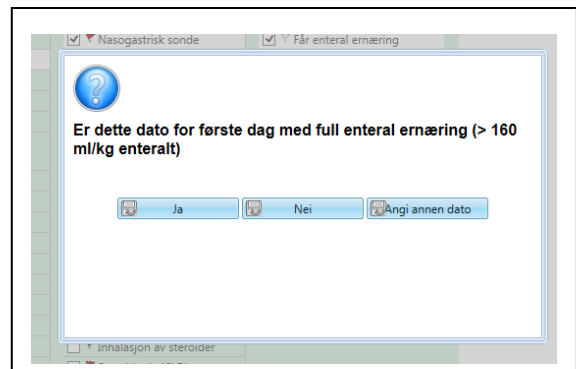 Nasogastrisk sonde Får enteral ernæring
Er dette dato for første dag med full enteral ernæring (> 160
ml/kg enteralt)
Ja Nei Angi annen dato
Inhalasjon av steroider